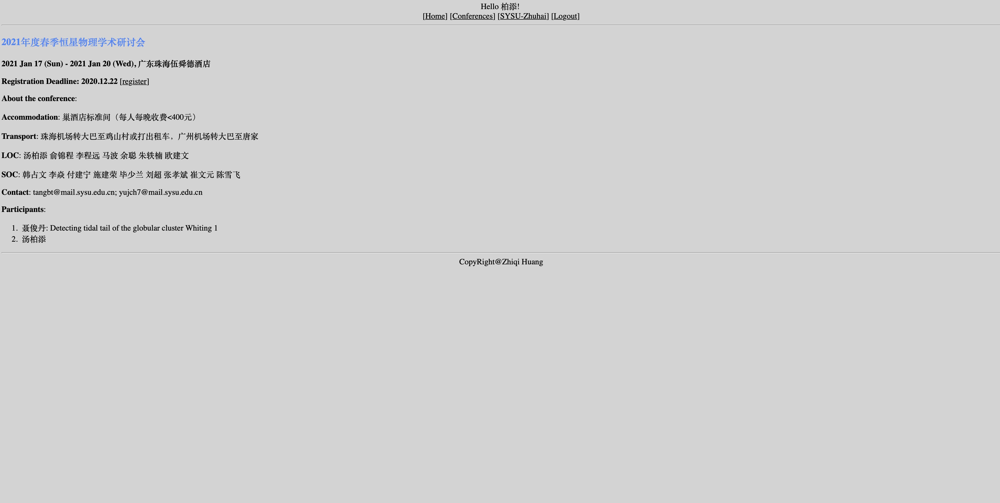 Hello 柏添!
[Home] [Conferences] [SYSU-Zhuhai] [Logout]
2021年度春季恒星物理学术研讨会
2021 Jan 17 (Sun) - 2021 Jan 20 (Wed), 广东珠海伍舜德酒店
Registration Deadline: 2020.12.22 [register]
About the conference:
Accommodation: 巢酒店标准间（每人每晚收费<400元）
Transport: 珠海机场转大巴至鸡山村或打出租车，广州机场转大巴至唐家
LOC: 汤柏添 俞锦程 李程远 马波 余聪 朱轶楠 欧建文
SOC: 韩占文 李焱 付建宁 施建荣 毕少兰 刘超 张孝斌 崔文元 陈雪飞
Contact: tangbt@mail.sysu.edu.cn; yujch7@mail.sysu.edu.cn
Participants:
1. 聂俊丹: Detecting tidal tail of the globular cluster Whiting 1
2. 汤柏添
CopyRight@Zhiqi Huang